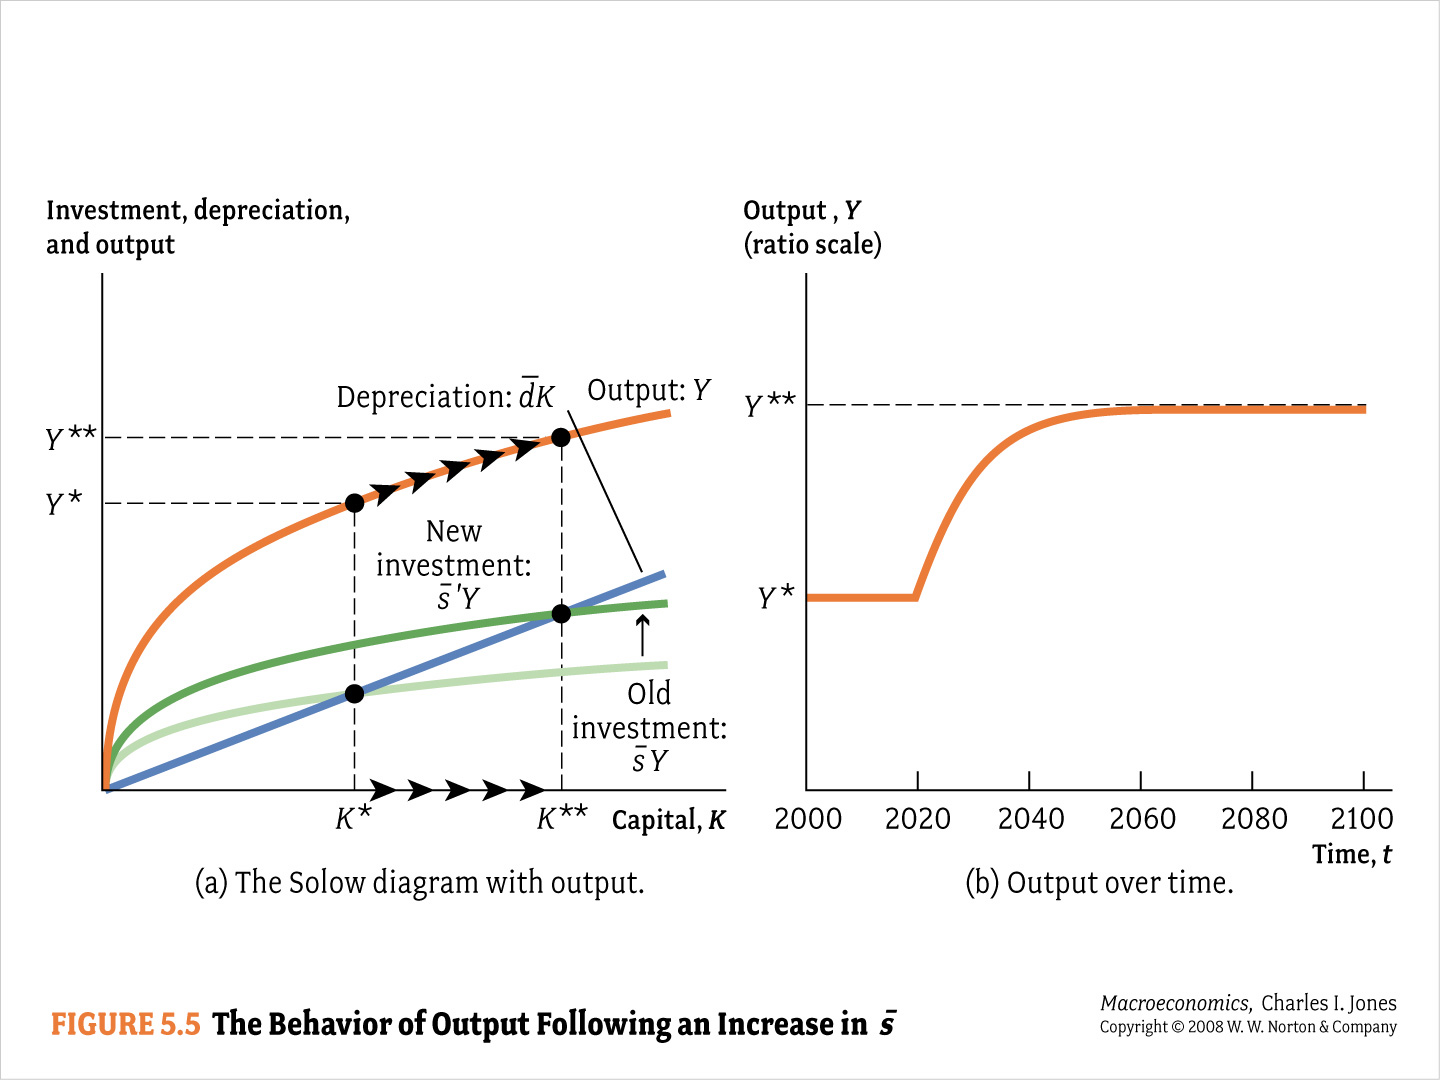 Investment, depreciation,
and output
Depreciation: d̄K
Output: Y
Y**
Y*
New
investment:
s̄′Y
Old
investment:
s̄Y
K*
K**
Capital, K
(a) The Solow diagram with output.
Output , Y
(ratio scale)
Y**
Y*
2000 2020 2040 2060 2080 2100
Time, t
(b) Output over time.
FIGURE 5.5 The Behavior of Output Following an Increase in s̄
Macroeconomics, Charles I. Jones
Copyright © 2008 W. W. Norton & Company